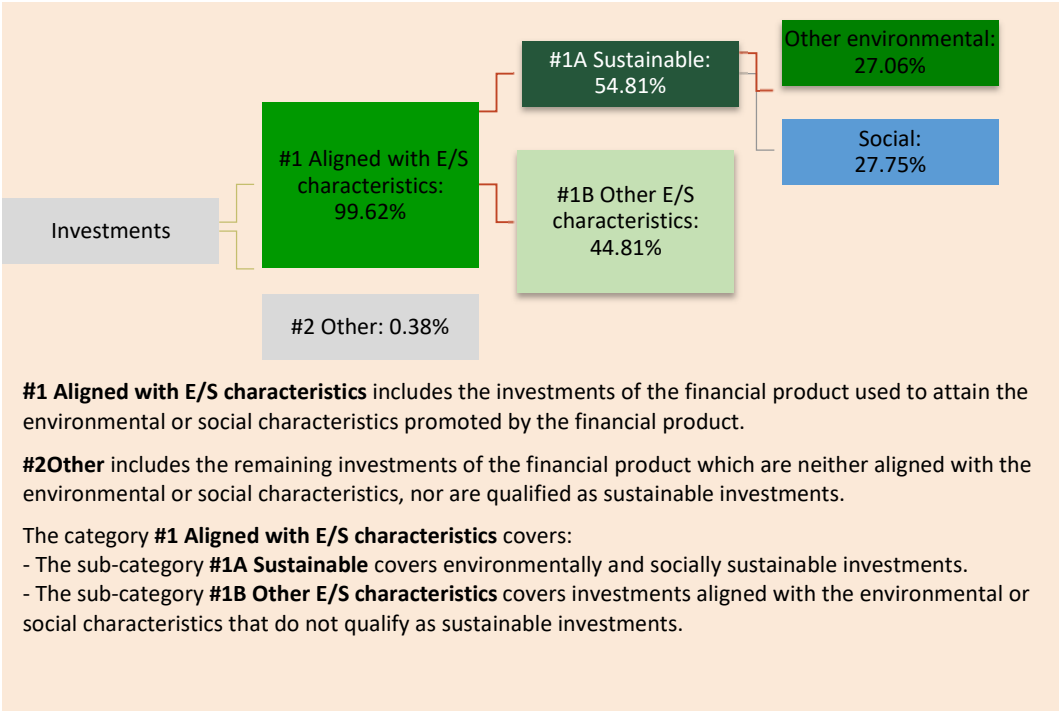 Investments
#1 Aligned with E/S
characteristics:
99.62%
#2 Other: 0.38%
#1A Sustainable:
54.81%
#1B Other E/S
characteristics:
44.81%
Other environmental:
27.06%
Social:
27.75%
#1 Aligned with E/S characteristics includes the investments of the financial product used to attain the
environmental or social characteristics promoted by the financial product.
#2Other includes the remaining investments of the financial product which are neither aligned with the
environmental or social characteristics, nor are qualified as sustainable investments.
The category #1 Aligned with E/S characteristics covers:
- The sub-category #1A Sustainable covers environmentally and socially sustainable investments.
- The sub-category #1B Other E/S characteristics covers investments aligned with the environmental or
social characteristics that do not qualify as sustainable investments.